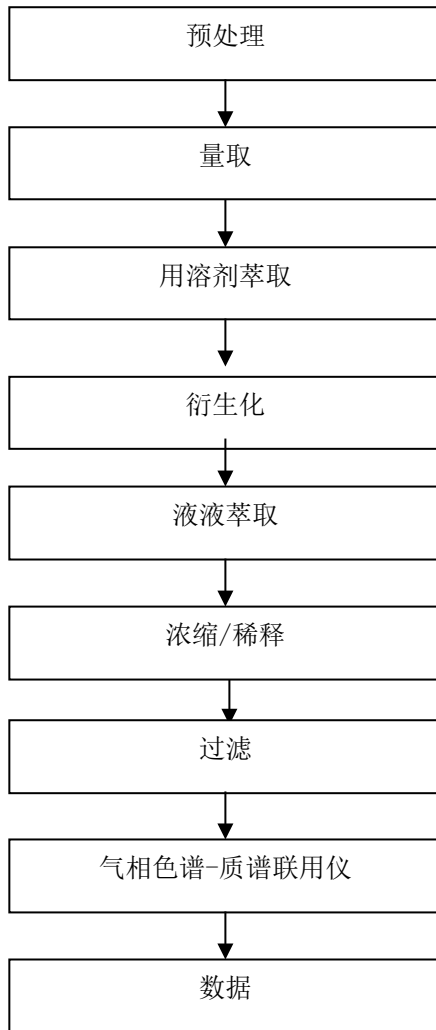 预处理
量取
用溶剂萃取
衍生化
液液萃取
浓缩/稀释
过滤
气相色谱-质谱联用仪
数据